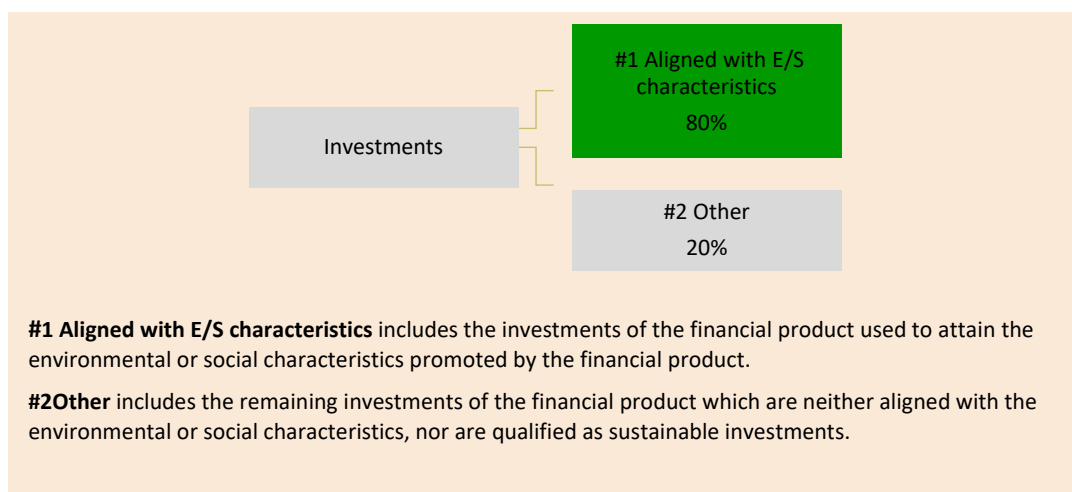 #1 Aligned with E/S
characteristics
80%
Investments
#2 Other
20%
#1 Aligned with E/S characteristics includes the investments of the financial product used to attain the
environmental or social characteristics promoted by the financial product.
#2Other includes the remaining investments of the financial product which are neither aligned with the
environmental or social characteristics, nor are qualified as sustainable investments.